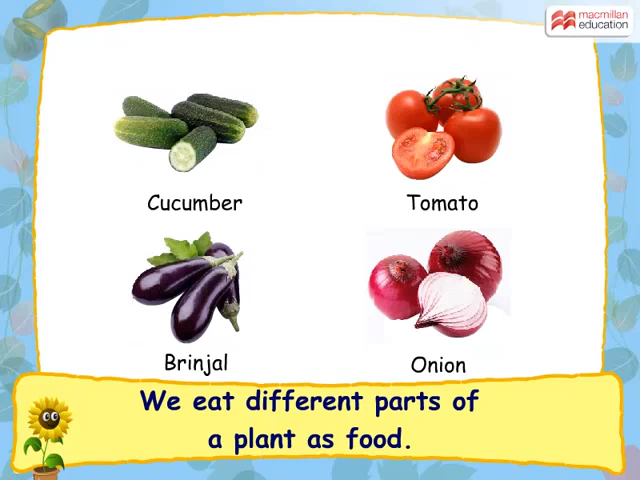 macmillan
education
Cucumber
Tomato
Brinjal
Onion
We eat different parts of
a plant as food.